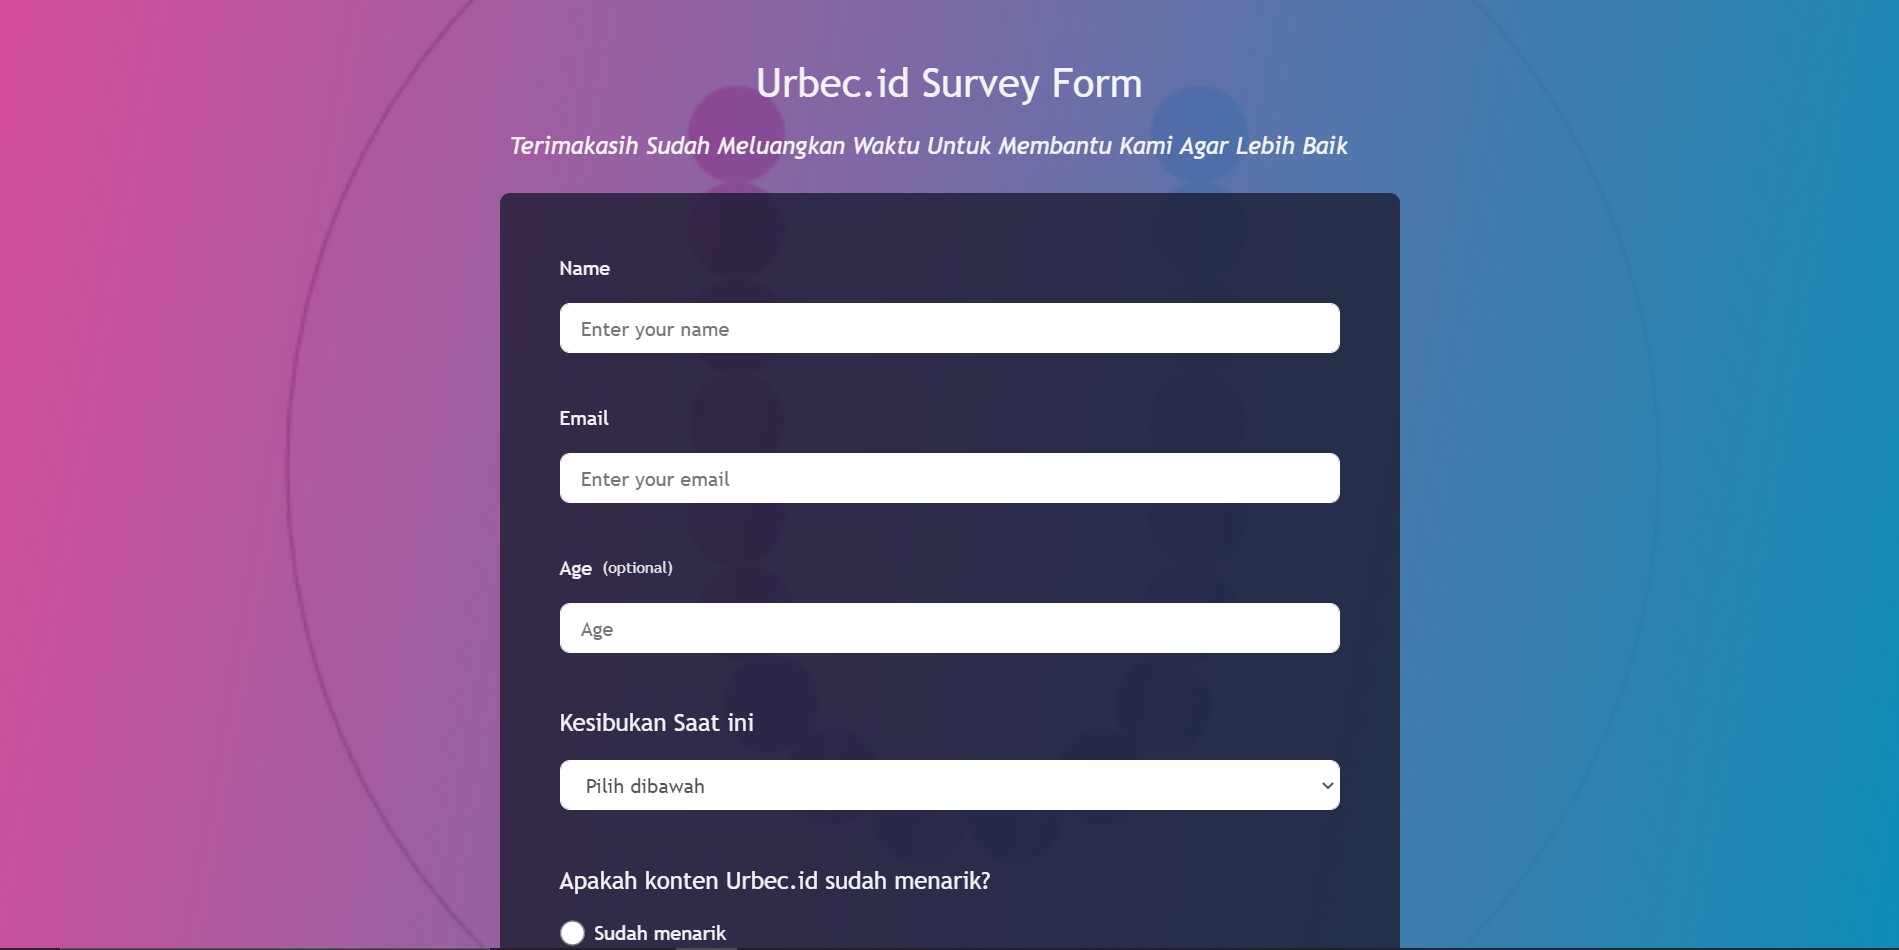 Urbec.id Survey Form
Terimakasih Sudah Meluangkan Waktu Untuk Membantu Kami Agar Lebih Baik
Name
Enter your name
Email
Enter your email
Age (optional)
Age
Kesibukan Saat ini
Pilih dibawah
Apakah konten Urbec.id sudah menarik?
Sudah menarik